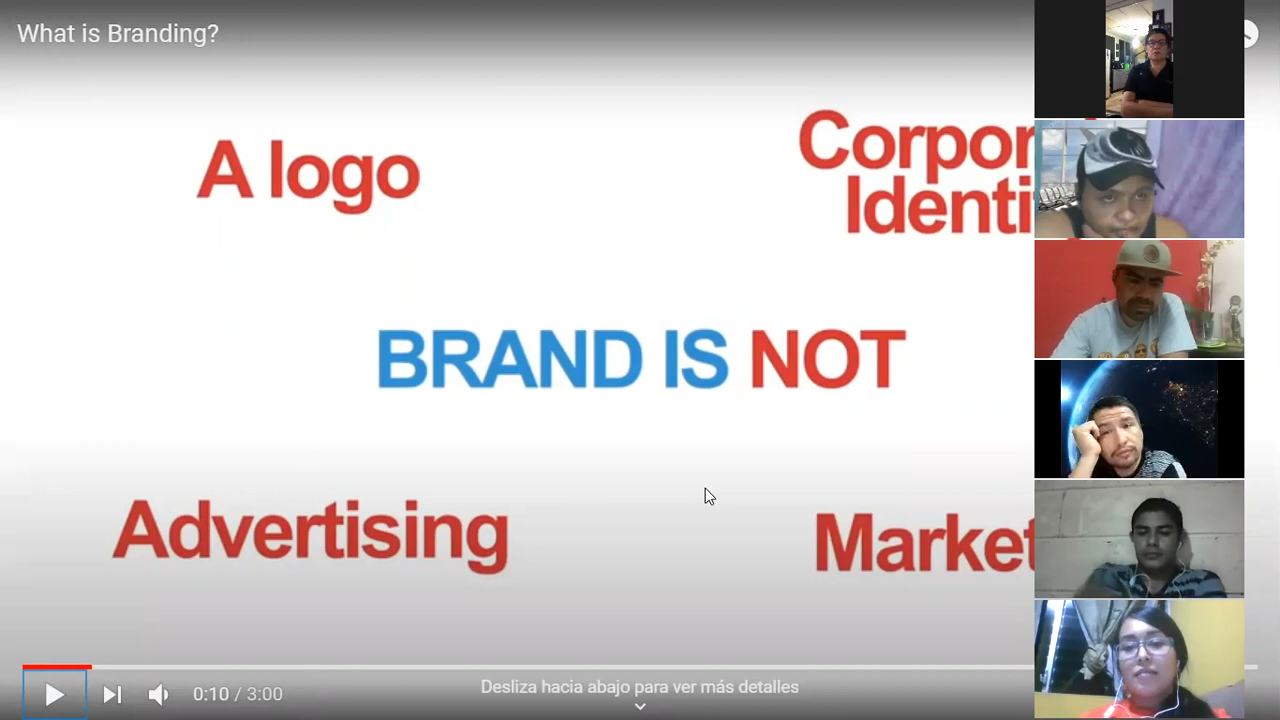 What is Branding?
A logo
Corpor
Identi
BRAND IS NOT
Advertising
Market
0:10 / 3:00
Desliza hacia abajo para ver más detalles